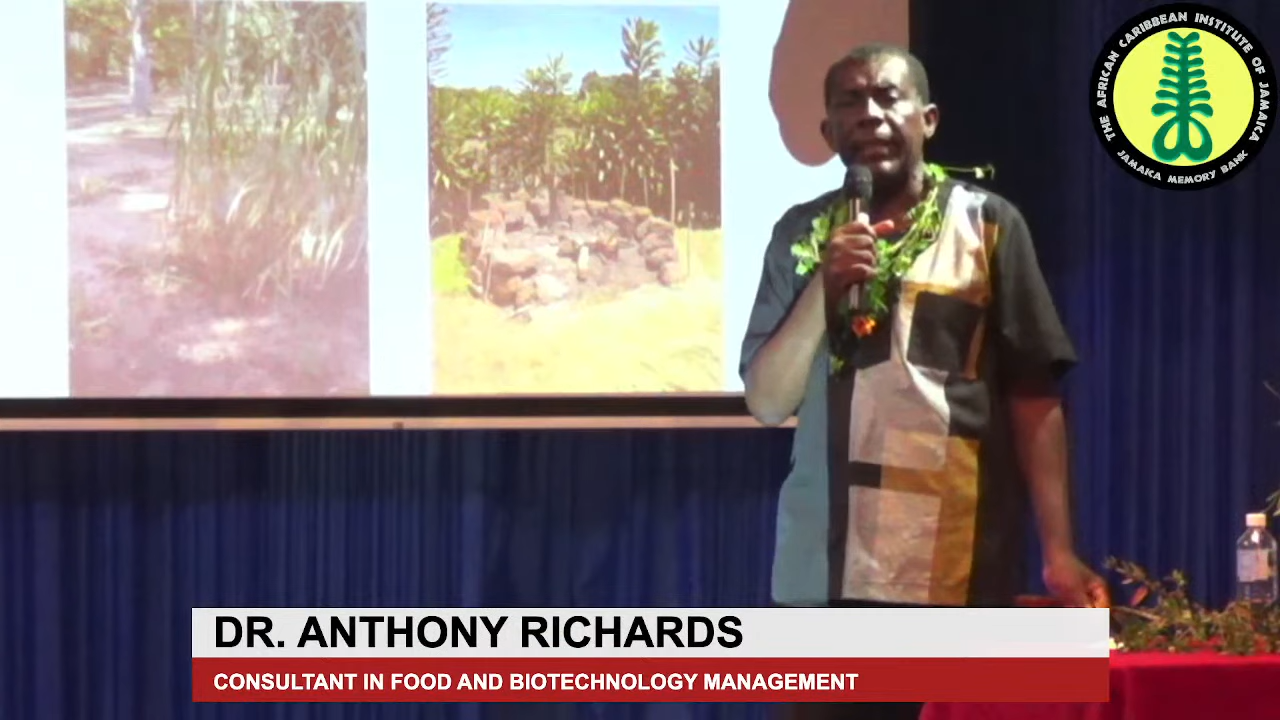 THE AFRICAN CARIBBEAN INSTITUTE OF JAMAICA
JAMAICA MEMORY BANK
DR. ANTHONY RICHARDS
CONSULTANT IN FOOD AND BIOTECHNOLOGY MANAGEMENT